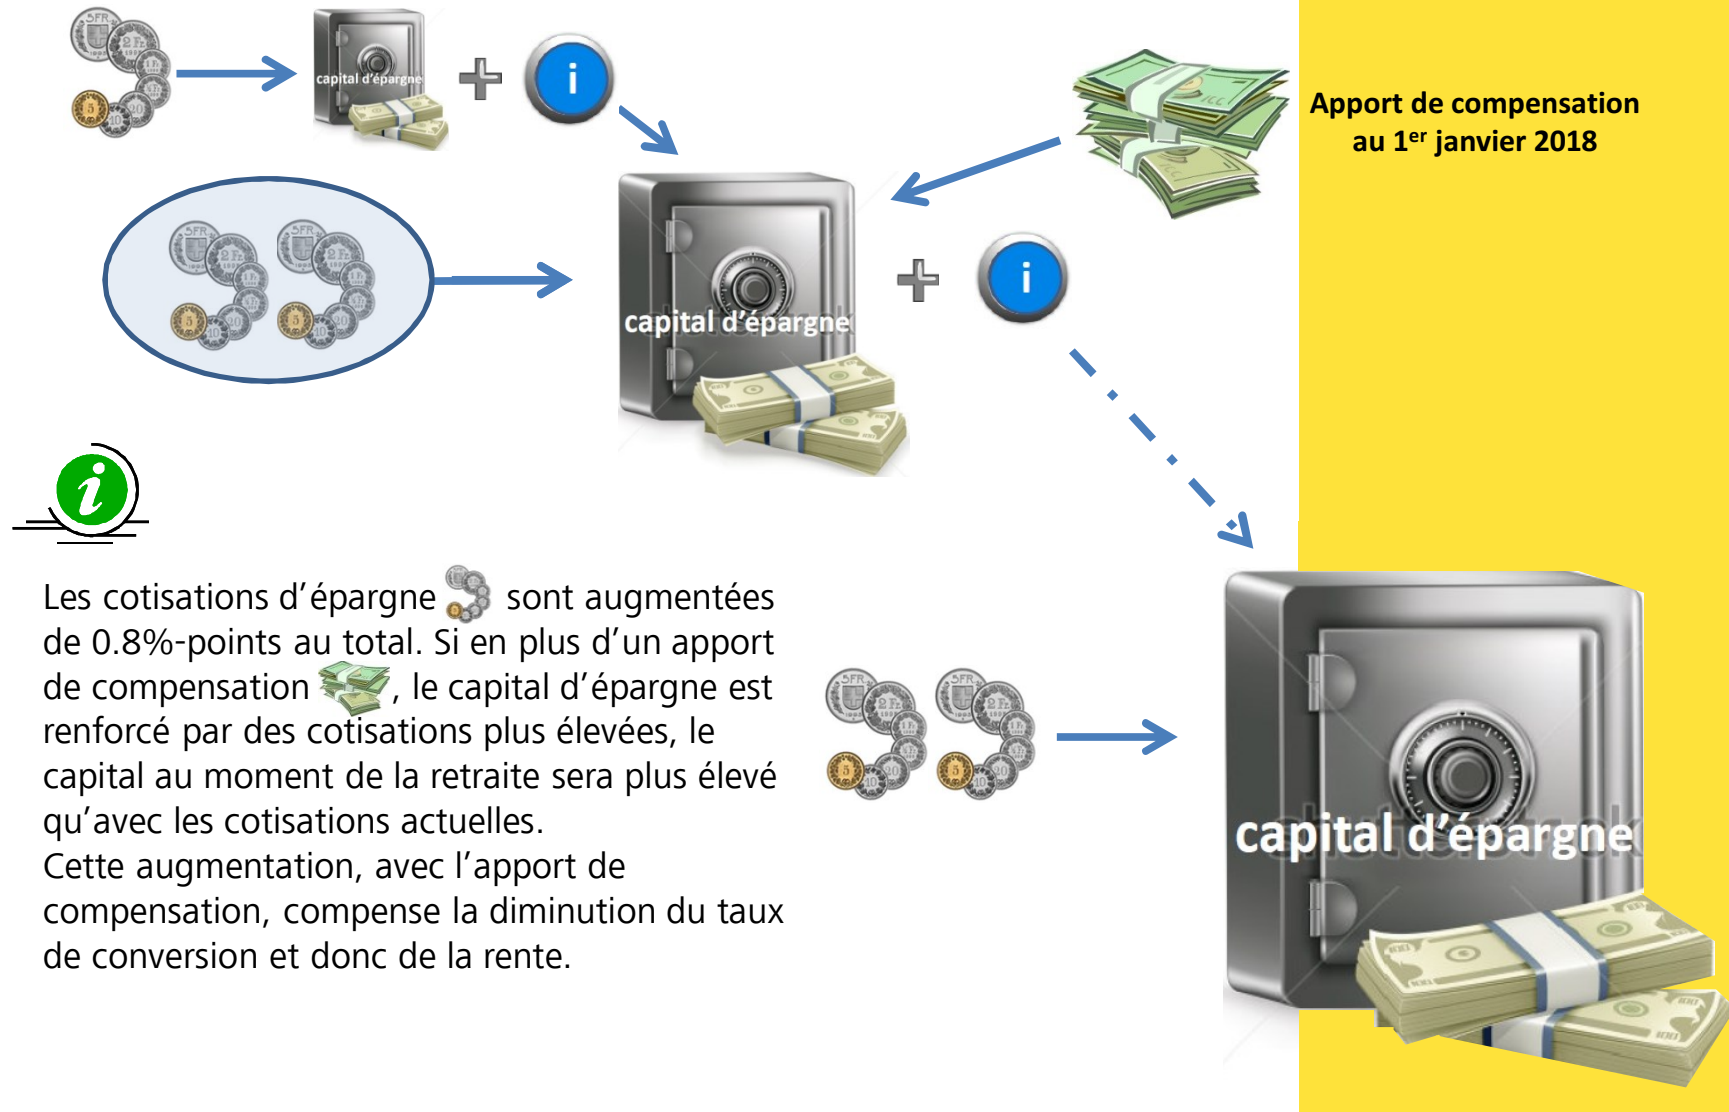 capital d'épargne
i
Apport de compensation
au 1er janvier 2018
capital d'épargne
i
i
Les cotisations d'épargne sont augmentées
de 0.8%-points au total. Si en plus d'un apport
de compensation , le capital d'épargne est
renforcé par des cotisations plus élevées, le
capital au moment de la retraite sera plus élevé
qu'avec les cotisations actuelles.
Cette augmentation, avec l'apport de
compensation, compense la diminution du taux
de conversion et donc de la rente.
capital d'épargne